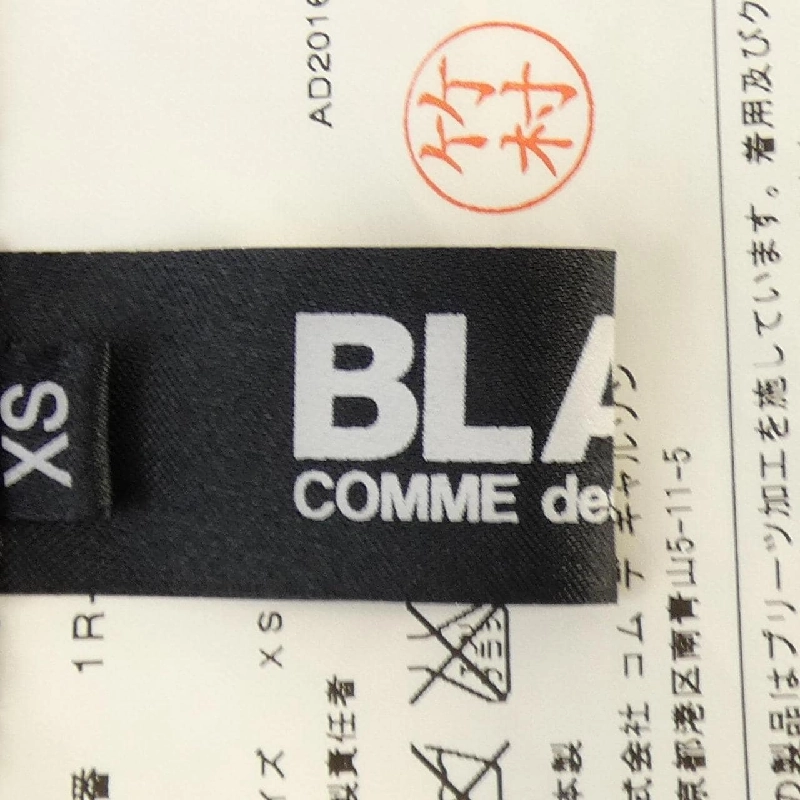 AD2016
竹村
BLA
COMME des
XS
1R-
番
XS
イズ
製責任者
本製
式会社 コム デ ギャルソン
京都港区南青山5-11-5
の製品はプリーツ加工を施しています。着用及びク